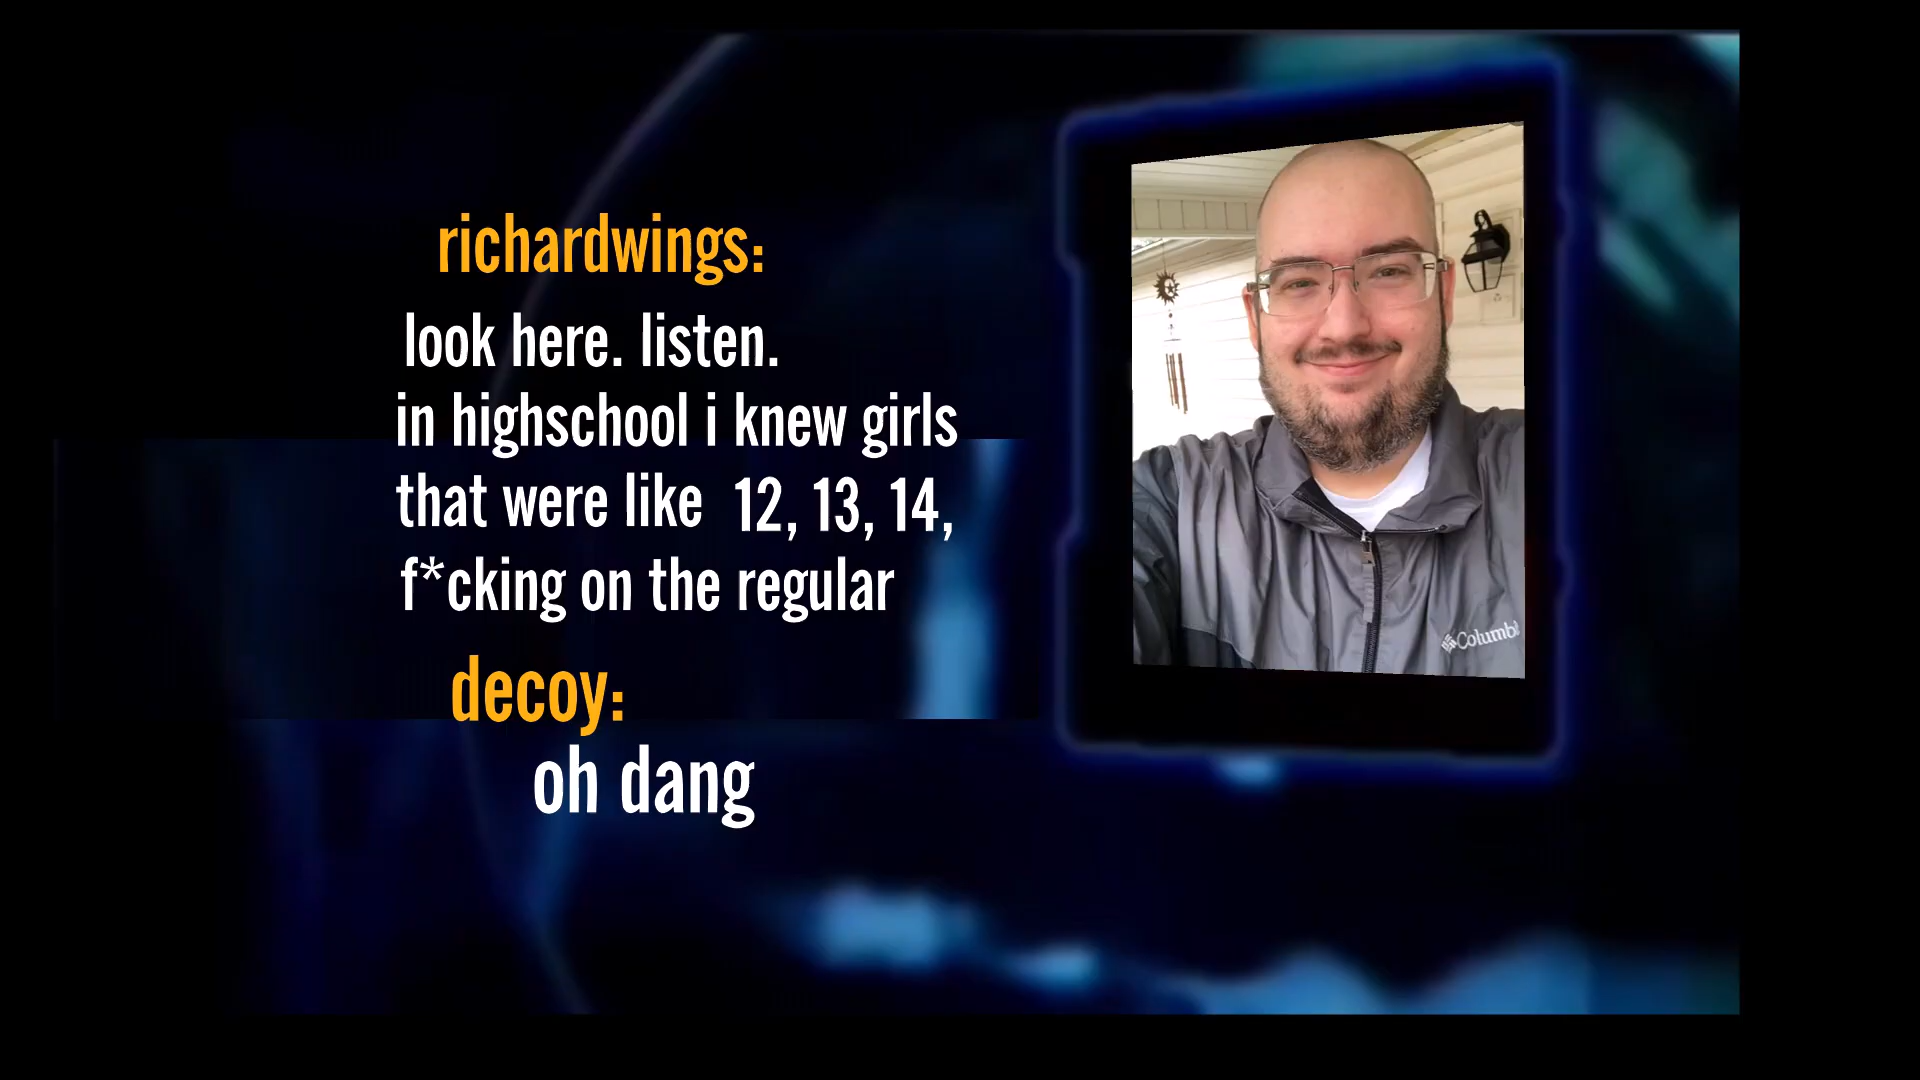 richardwings:
look here. listen.
in highschool i knew girls
that were like 12, 13, 14,
f*cking on the regular
decoy:
oh dang
Columbi